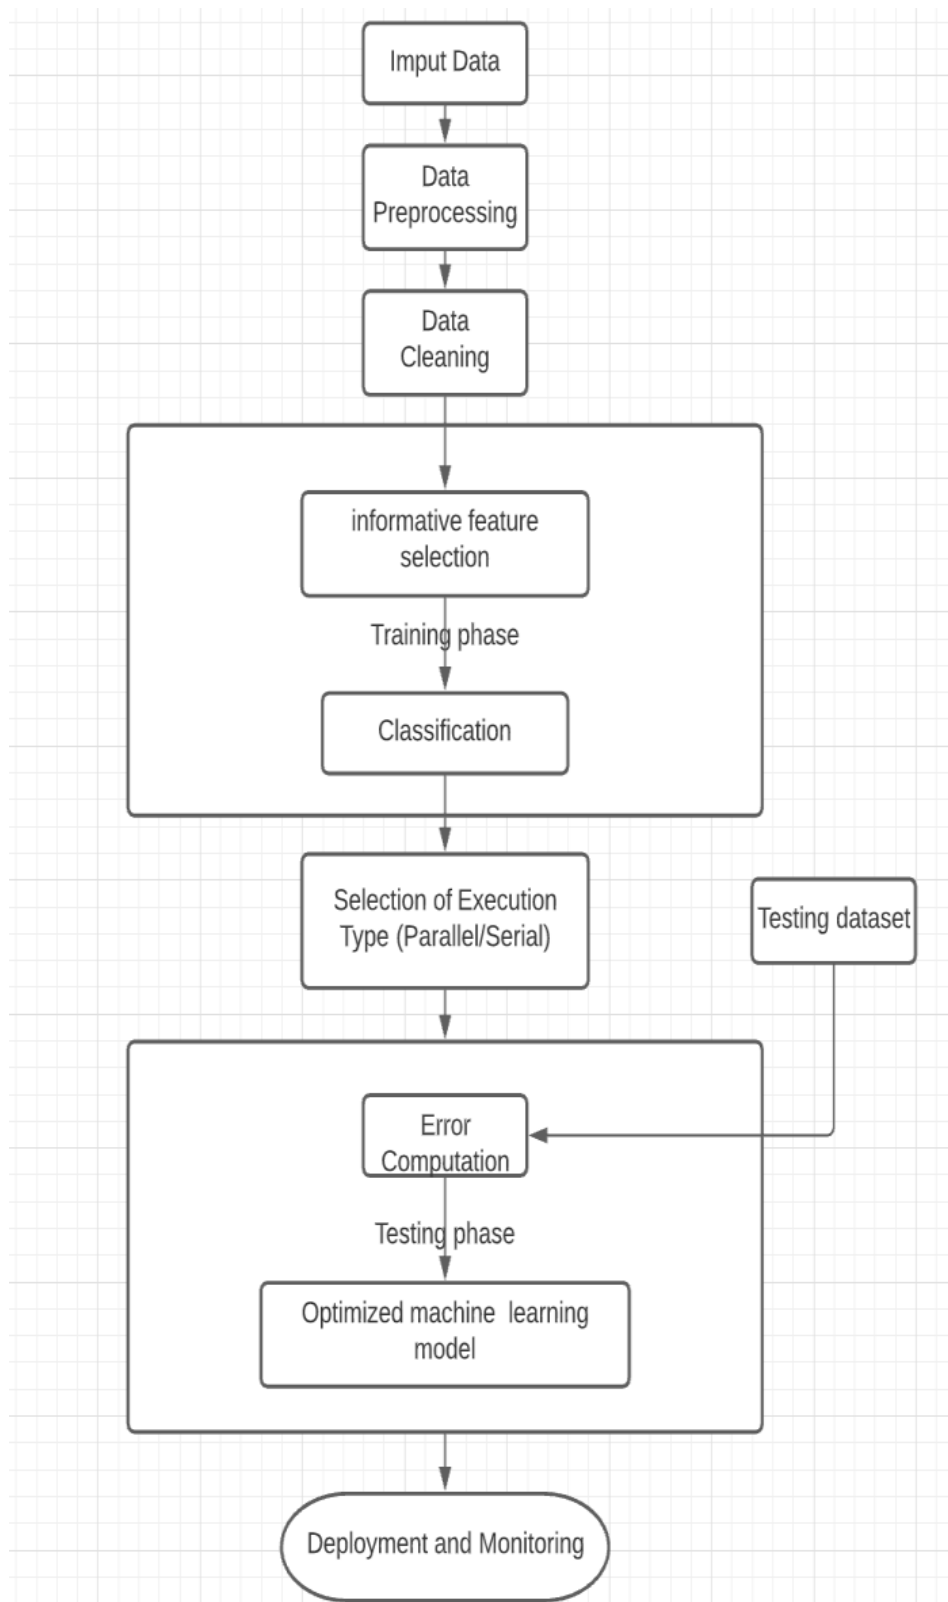 Imput Data
Data
Preprocessing
Data
Cleaning
informative feature
selection
Training phase
Classification
Selection of Execution
Type (Parallel/Serial)
Testing dataset
Error
Computation
Testing phase
Optimized machine learning
model
Deployment and Monitoring